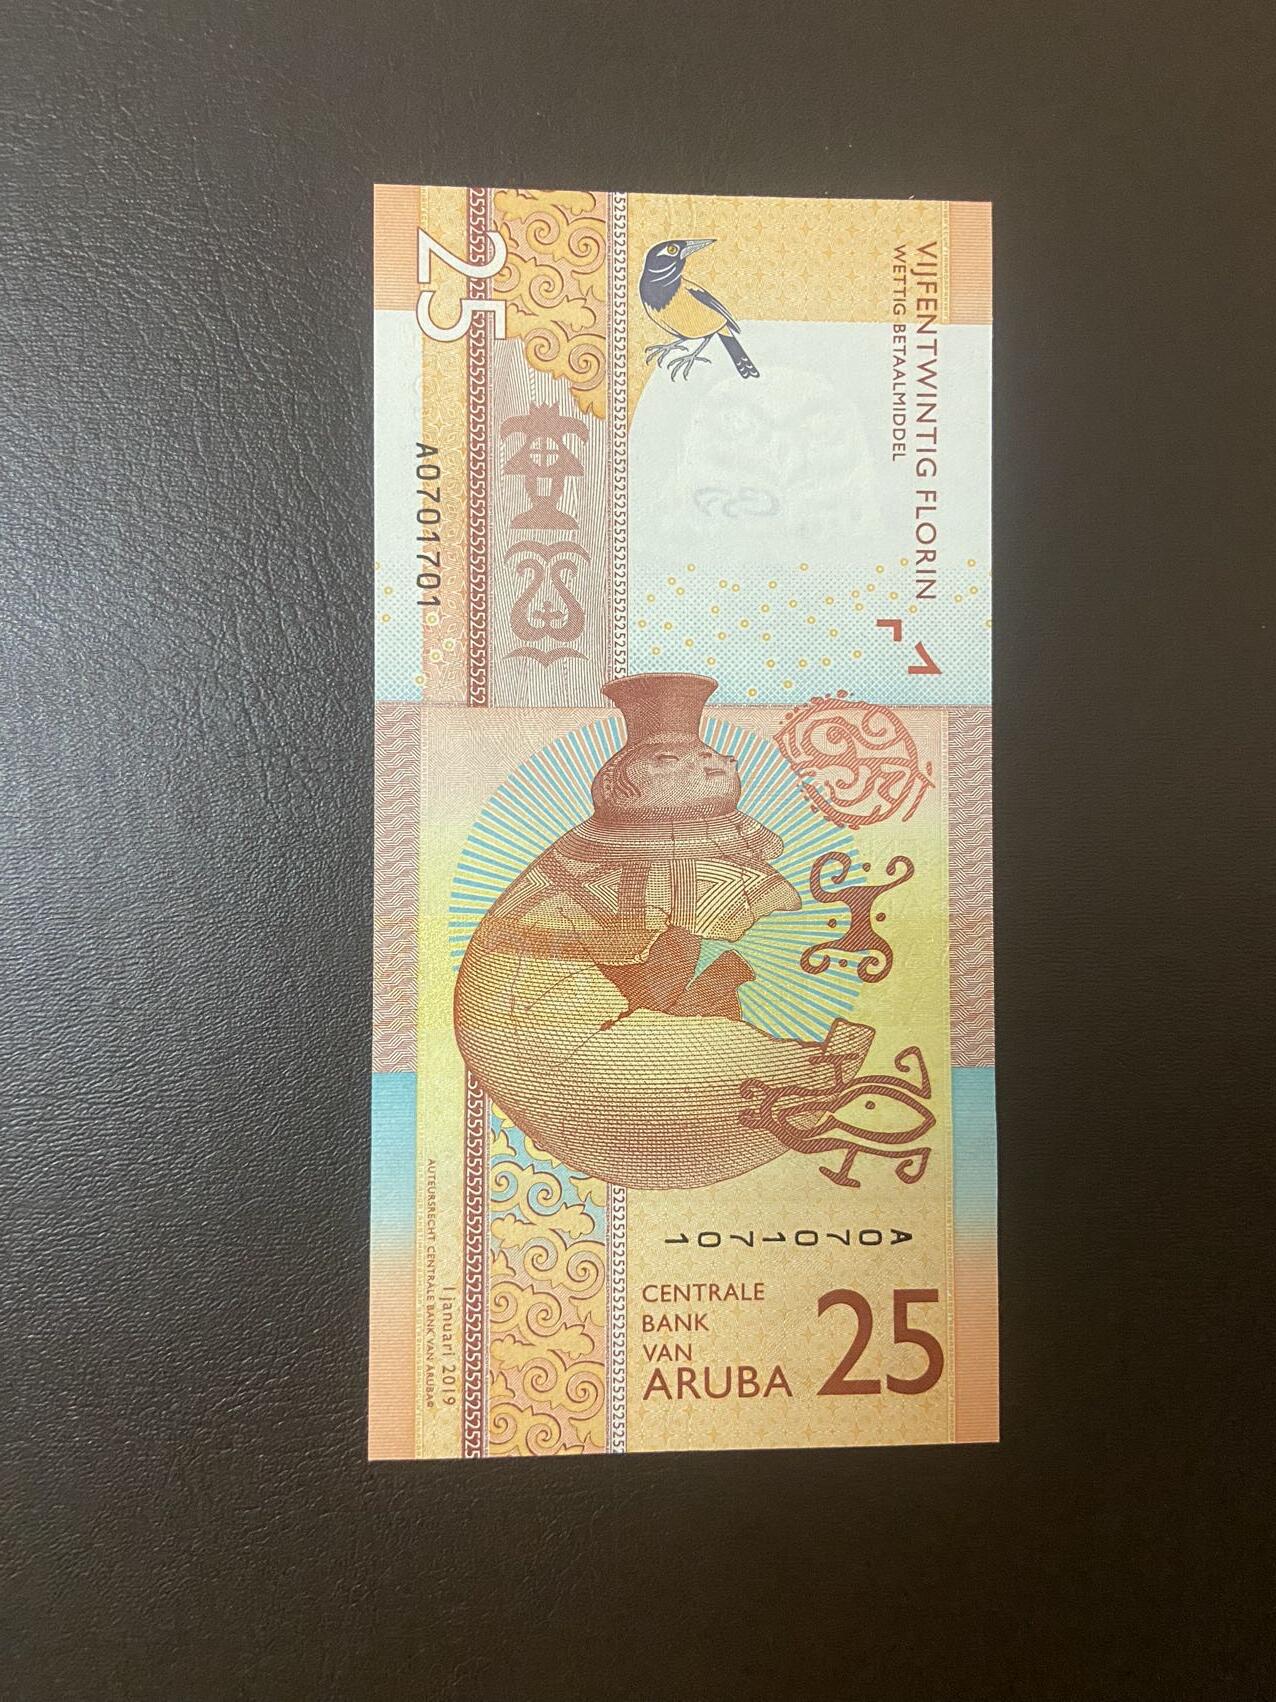 25
VIJFENTWINTIG FLORIN
WETTIG BETAALMIDDEL
A0701701
A0701701
CENTRALE
BANK
VAN
ARUBA
25
1 januari 2019
AUTEURSRECHT CENTRALE BANK VAN ARUBA©